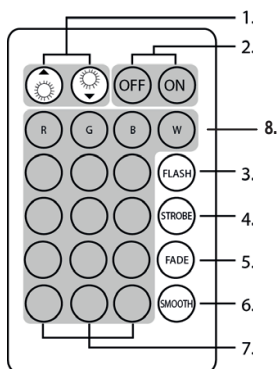 1.
2.
OFF ON
R G B W
8.
FLASH
3.
STROBE
4.
FADE
5.
SMOOTH
6.
7.